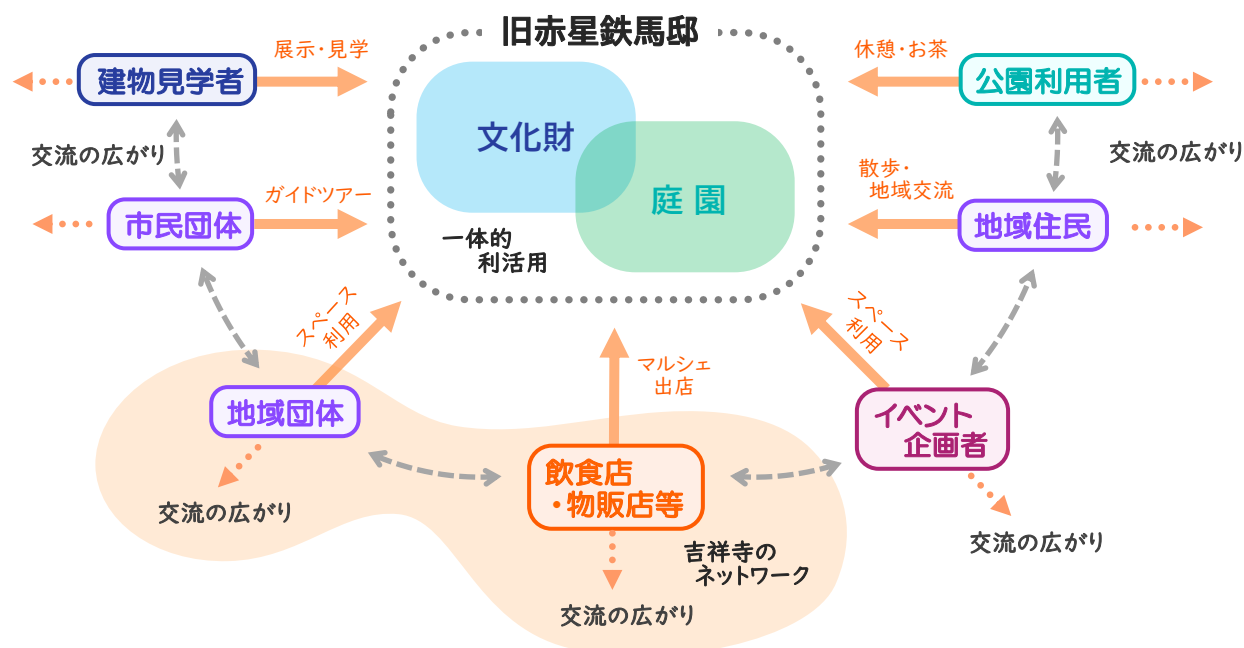 旧赤星鉄馬邸
展示・見学
休憩・お茶
建物見学者
公園利用者
文化財
交流の広がり
交流の広がり
散歩・
地域交流
ガイドツアー
庭園
市民団体
地域住民
一体的
利活用
スペース
利用
スペース
利用
マルシェ
出店
地域団体
イベント
企画者
飲食店
・物販店等
交流の広がり
交流の広がり
吉祥寺の
ネットワーク
交流の広がり